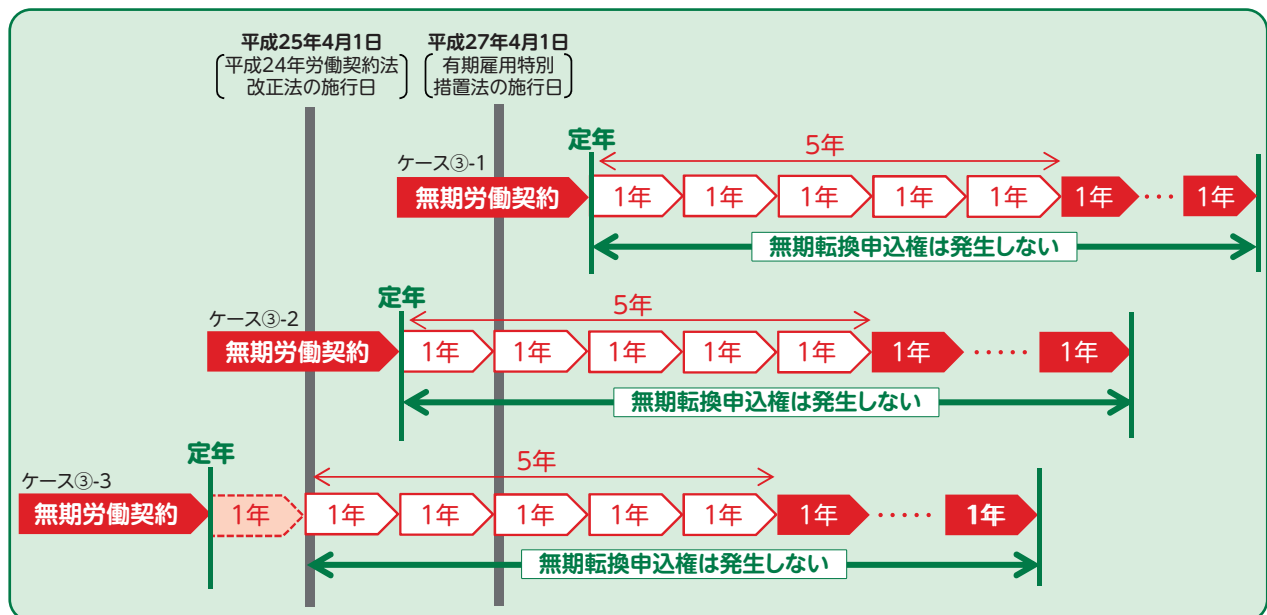 平成25年4月1日
平成24年労働契約法
改正法の施行日
平成27年4月1日
有期雇用特別
措置法の施行日
ケース③-1
定年
5年
無期労働契約
1年 1年 1年 1年 1年 1年 ・・・ 1年
無期転換申込権は発生しない
ケース③-2
定年
5年
無期労働契約
1年 1年 1年 1年 1年 1年 ・・・・・ 1年
無期転換申込権は発生しない
ケース③-3
定年
5年
無期労働契約
1年 1年 1年 1年 1年 1年 1年 ・・・・・ 1年
無期転換申込権は発生しない